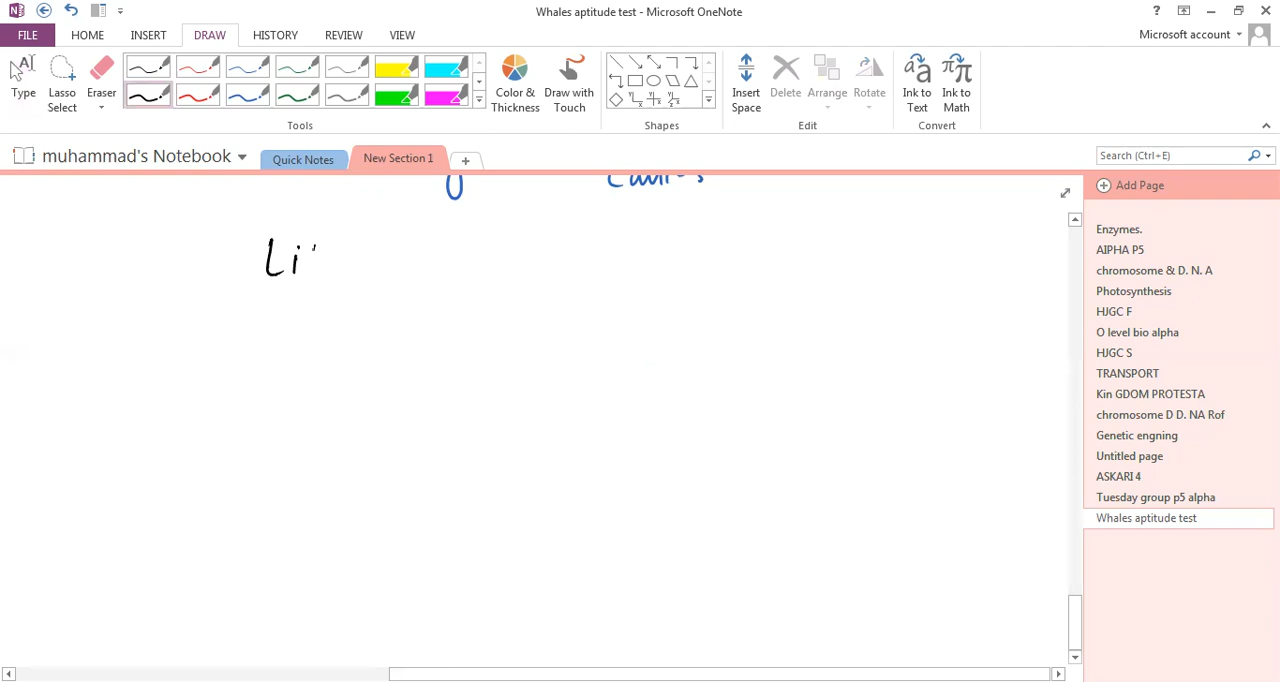 Whales aptitude test - Microsoft OneNote
?
FILE HOME INSERT DRAW HISTORY REVIEW VIEW
Microsoft account
Type
Lasso Select
Eraser
Color & Thickness
Draw with Touch
Insert Space
Delete
Arrange
Rotate
Ink to Text
Ink to Math
Tools
Shapes
Edit
Convert
muhammad's Notebook
Quick Notes
New Section 1
Search (Ctrl+E)
Add Page
Enzymes.
AIPHA P5
chromosome & D. N. A
Photosynthesis
HJGC F
O level bio alpha
HJGC S
TRANSPORT
Kin GDOM PROTESTA
chromosome D D. NA Rof
Genetic engning
Untitled page
ASKARI 4
Tuesday group p5 alpha
Whales aptitude test
Li